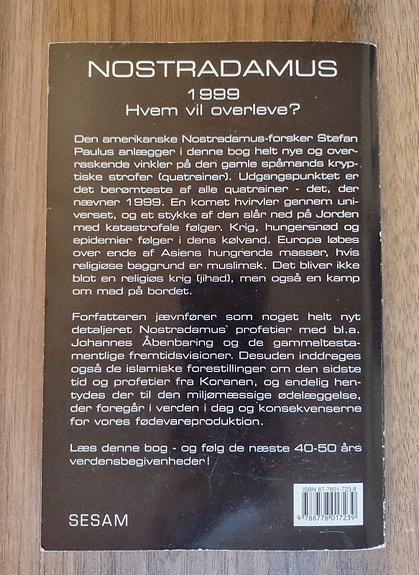 NOSTRADAMUS
1999
Hvem vil overleve?
Den amerikanske Nostradamus-forsker Stefan
Paulus anlægger i denne bog helt nye og over-
raskende vinkler på den gamle spåmands kryp-
tiske strofer (quatrainer). Udgangspunktet er
det berømteste af alle quatrainer - det, der
nævner 1999. En komet hvirvler gennem uni-
verset, og et stykke af den slår ned på Jorden
med katastrofale følger. Krig, hungersnød og
epidemier følger i dens kølvand. Europa løbes
over ende af Asiens hungrende masser, hvis
religiøse baggrund er muslimsk. Det bliver ikke
blot en religiøs krig (jihad), men også en kamp
om mad på bordet.
Forfatteren jævnfører som noget helt nyt
detaljeret Nostradamus` profetier med bl.a.
Johannes Åbenbaring og de gammeltesta-
mentlige fremtidsvisioner. Desuden inddrages
også de islamiske forestillinger om den sidste
tid og profetier fra Koranen, og endelig hen-
tydes der til den miljømæssige ødelæggelse,
der foregår i verden i dag og konsekvenserne
for vores fødevareproduktion.
Læs denne bog - og følg de næste 40-50 års
verdensbegivenheder!
SESAM
ISBN 87-7801-723-8
9 788778 017239